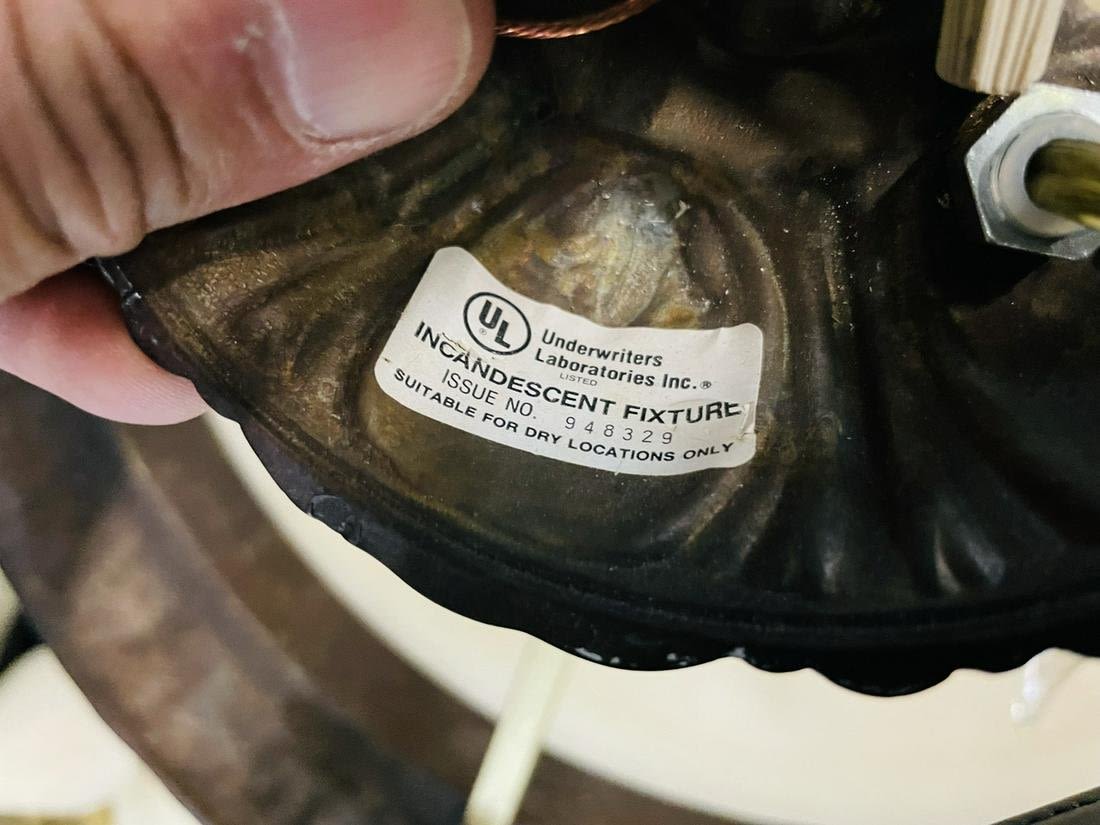 UL ®
Underwriters
Laboratories Inc.®
LISTED
INCANDESCENT FIXTURE
ISSUE NO. 948329
SUITABLE FOR DRY LOCATIONS ONLY